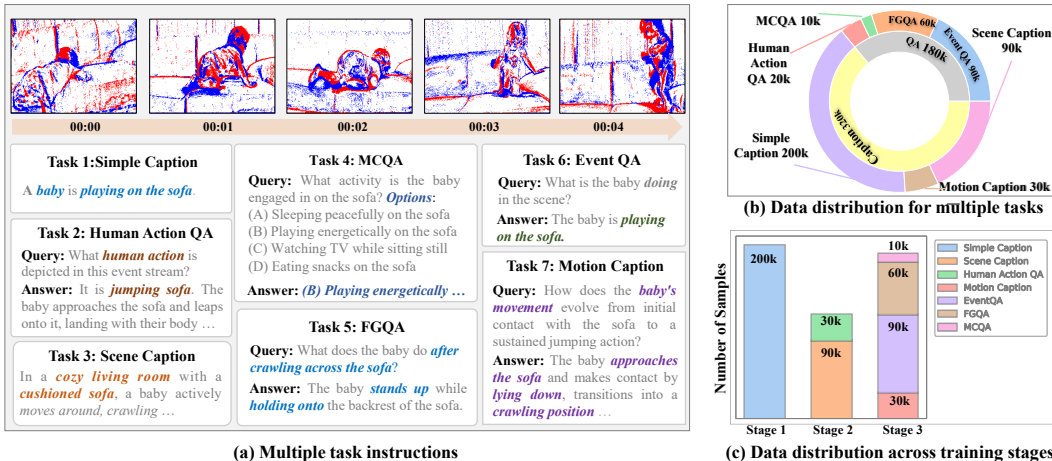 00:00
00:01
00:02
00:03
00:04
Task 1:Simple Caption
A baby is playing on the sofa.
Task 2: Human Action QA
Query: What human action is
depicted in this event stream?
Answer: It is jumping sofa. The
baby approaches the sofa and leaps
onto it, landing with their body …
Task 3: Scene Caption
In a cozy living room with a
cushioned sofa, a baby actively
moves around, crawling …
Task 4: MCQA
Query: What activity is the baby
engaged in on the sofa? Options:
(A) Sleeping peacefully on the sofa
(B) Playing energetically on the sofa
(C) Watching TV while sitting still
(D) Eating snacks on the sofa
Answer: (B) Playing energetically …
Task 5: FGQA
Query: What does the baby do after
crawling across the sofa?
Answer: The baby stands up while
holding onto the backrest of the sofa.
Task 6: Event QA
Query: What is the baby doing
in the scene?
Answer: The baby is playing
on the sofa.
Task 7: Motion Caption
Query: How does the baby's
movement evolve from initial
contact with the sofa to a
sustained jumping action?
Answer: The baby approaches
the sofa and makes contact by
lying down, transitions into a
crawling position …
(a) Multiple task instructions
MCQA 10k
FGQA 60k
Event QA 90k
Scene Caption
90k
Human
Action
QA 20k
QA 180k
Caption 320k
Simple
Caption 200k
Motion Caption 30k
(b) Data distribution for multiple tasks
Number of Samples
200k
30k
90k
10k
60k
90k
30k
Stage 1
Stage 2
Stage 3
Simple Caption
Scene Caption
Human Action QA
Motion Caption
EventQA
FGQA
MCQA
(c) Data distribution across training stages